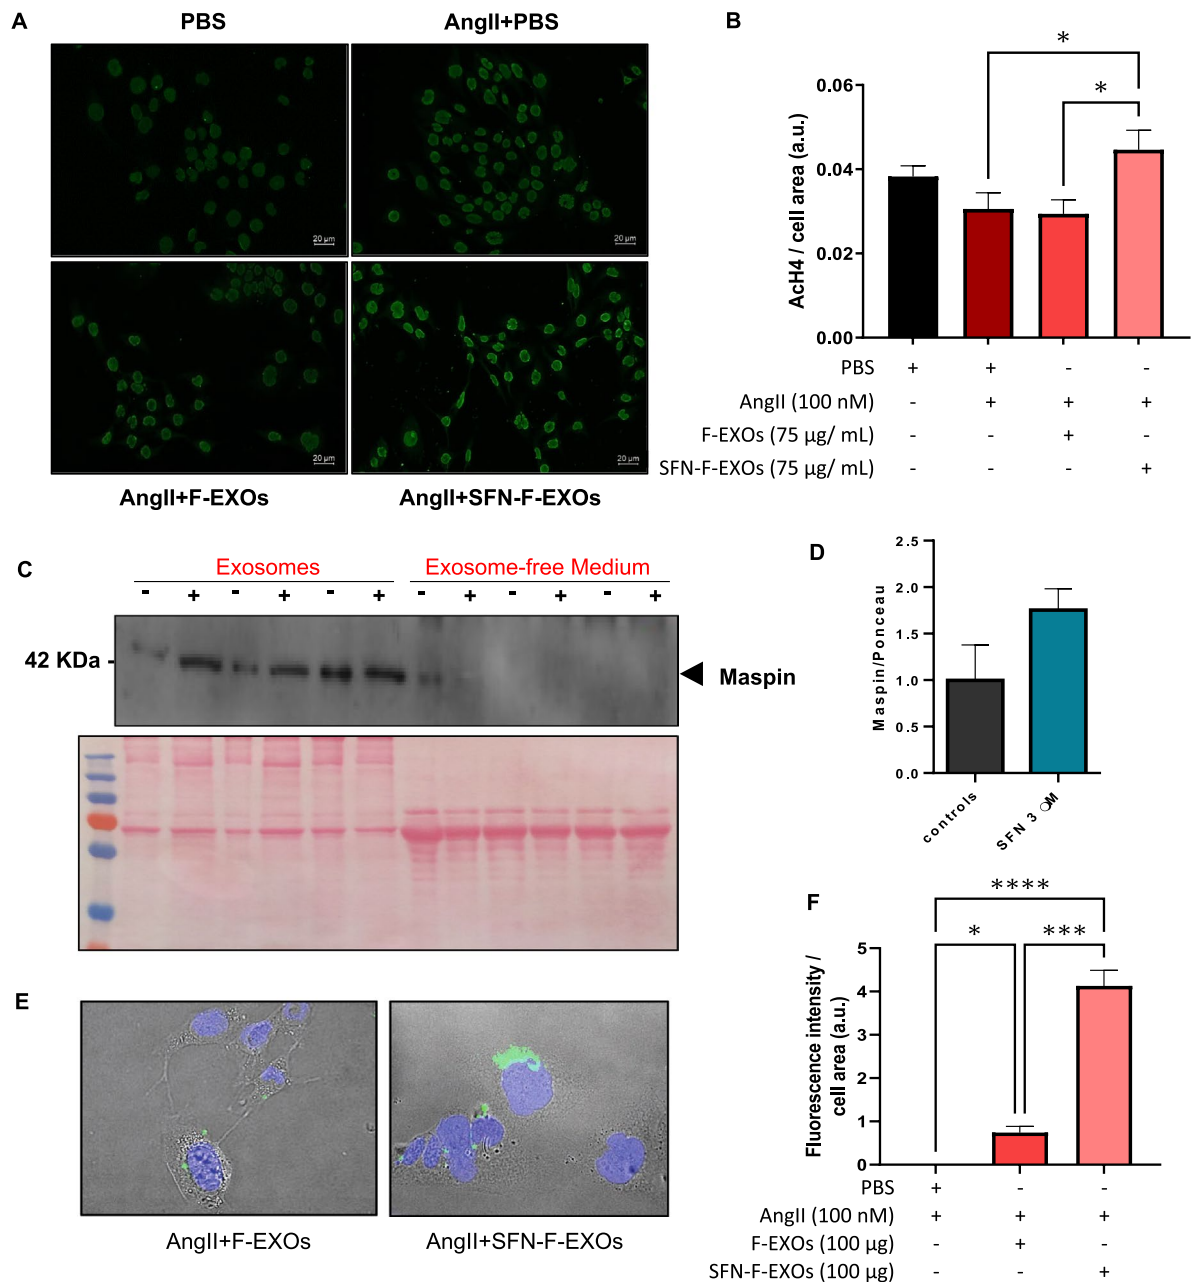 A
PBS
AngII+PBS
20 µm
20 µm
20 µm
20 µm
AngII+F-EXOs
AngII+SFN-F-EXOs
B
*
*
AcH4 / cell area (a.u.)
0.06
0.04
0.02
0.00
PBS + + - -
AngII (100 nM) - + + +
F-EXOs (75 µg/ mL) - - + -
SFN-F-EXOs (75 µg/ mL) - - - +
C
Exosomes
Exosome-free Medium
- + - + - + - + - + - +
42 KDa -
Maspin
D
Maspin/Ponceau
2.5
2.0
1.5
1.0
0.5
0.0
controls
SFN 3 M
E
AngII+F-EXOs
AngII+SFN-F-EXOs
F
****
*
***
Fluorescence intensity /
cell area (a.u.)
5
4
3
2
1
0
PBS + - -
AngII (100 nM) + + +
F-EXOs (100 µg) - + -
SFN-F-EXOs (100 µg) - - +